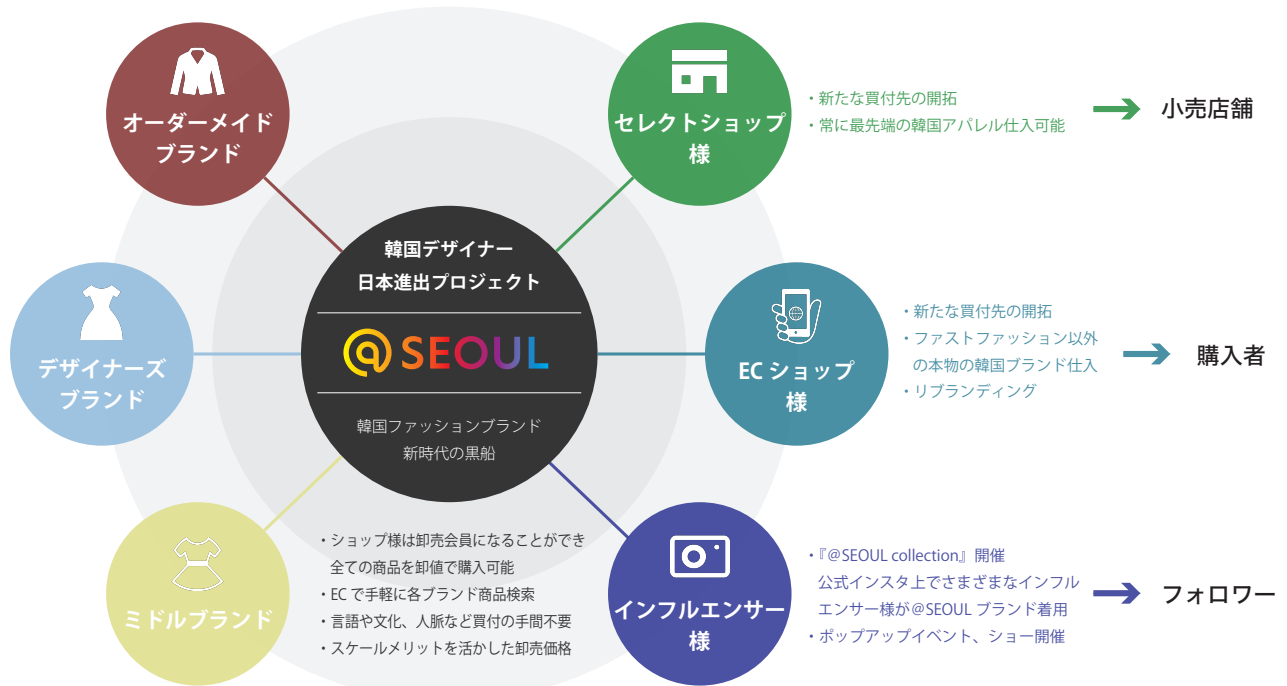 オーダーメイド
ブランド
デザイナーズ
ブランド
ミドルブランド
韓国デザイナー
日本進出プロジェクト
@SEOUL
韓国ファッションブランド
新時代の黒船
・ショップ様は卸売会員になることができ
全ての商品を卸値で購入可能
・ECで手軽に各ブランド商品検索
・言語や文化、人脈など買付の手間不要
・スケールメリットを活かした卸売価格
セレクトショップ
様
・新たな買付先の開拓
・常に最先端の韓国アパレル仕入可能
小売店舗
ECショップ
様
・新たな買付先の開拓
・ファストファッション以外
の本物の韓国ブランド仕入
・リブランディング
購入者
インフルエンサー
様
・『@SEOUL collection』開催
公式インスタ上でさまざまなインフル
エンサー様が@SEOULブランド着用
・ポップアップイベント、ショー開催
フォロワー